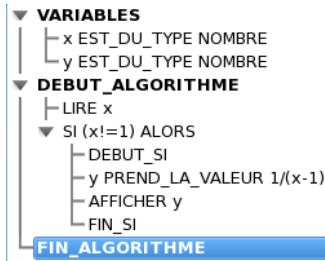 VARIABLES
x EST_DU_TYPE NOMBRE
y EST_DU_TYPE NOMBRE
DEBUT_ALGORITHME
LIRE x
SI (x!=1) ALORS
DEBUT_SI
y PREND_LA_VALEUR 1/(x-1)
AFFICHER y
FIN_SI
FIN_ALGORITHME